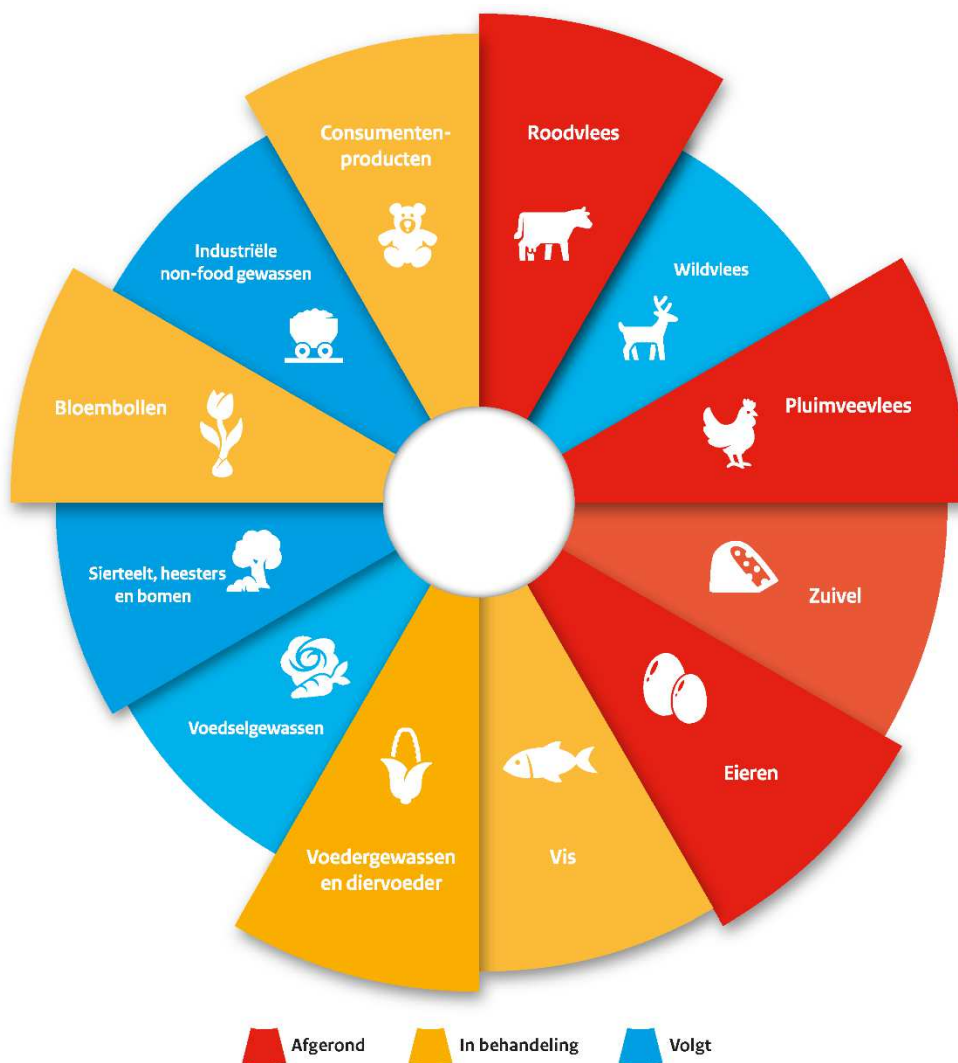 Consumenten-
producten
Roodvlees
Industriële
non-food gewassen
Wildvlees
Bloembollen
Pluimveevlees
Sierteelt, heesters
en bomen
Zuivel
Voedselgewassen
Eieren
Voedergewassen
en diervoeder
Vis
Afgerond
In behandeling
Volgt